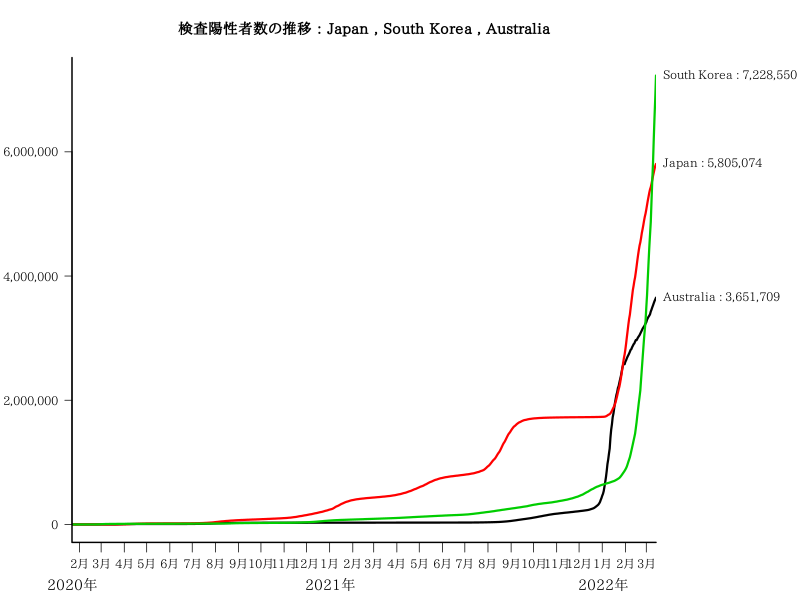 検査陽性者数の推移 : Japan , South Korea , Australia
South Korea : 7,228,550
6,000,000
Japan : 5,805,074
4,000,000
Australia : 3,651,709
2,000,000
0
2月 3月 4月 5月 6月 7月 8月 9月 10月 11月 12月 1月 2月 3月 4月 5月 6月 7月 8月 9月 10月 11月 12月 1月 2月 3月
2020年 2021年 2022年